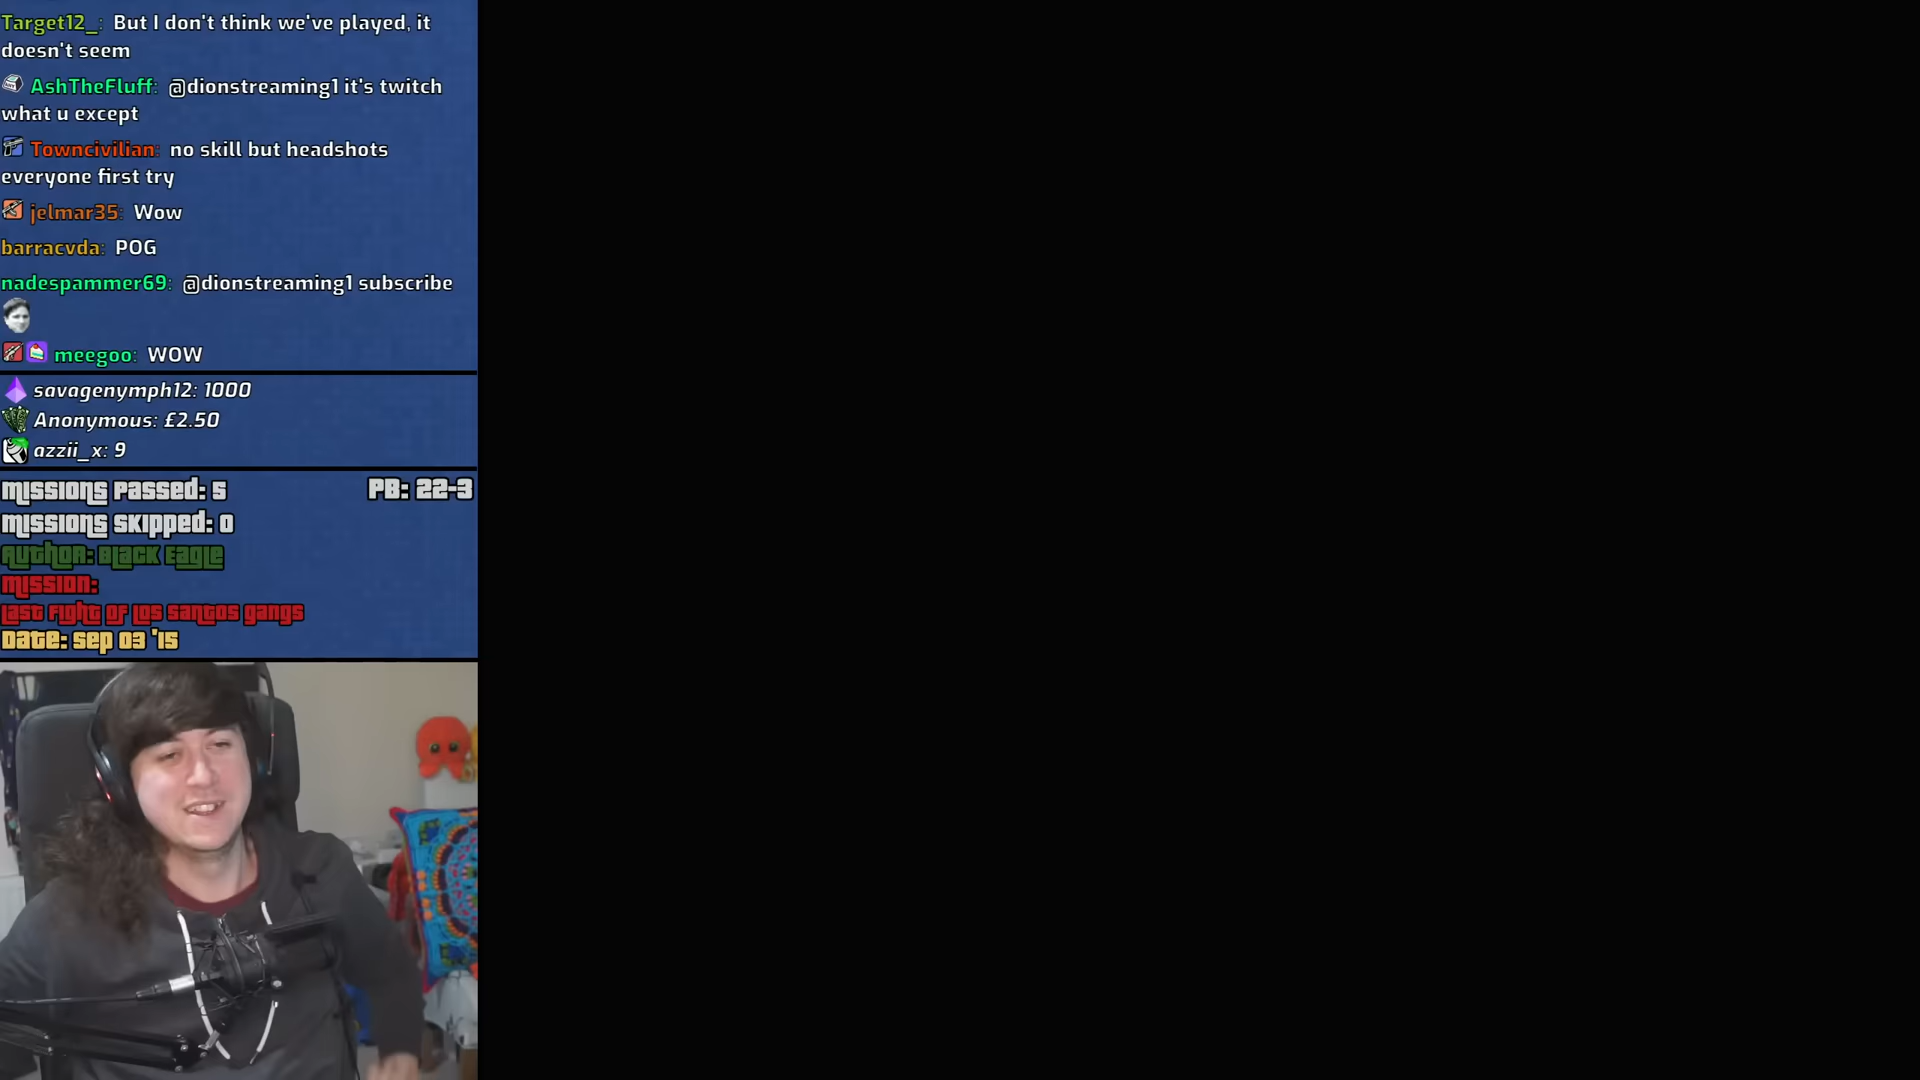 Target12_: But I don't think we've played, it
doesn't seem
AshTheFluff: @dionstreaming1 it's twitch
what u except
Towncivilian: no skill but headshots
everyone first try
jelmar35: Wow
barracvda: POG
nadespammer69: @dionstreaming1 subscribe
meegoo: WOW
savagenymph12: 1000
Anonymous: £2.50
azzii_x: 9
Missions Passed: 5
PB: 22-3
Missions Skipped: 0
Author: Black Eagle
Mission:
Last Fight of Los Santos gangs
Date: Sep 03 '15